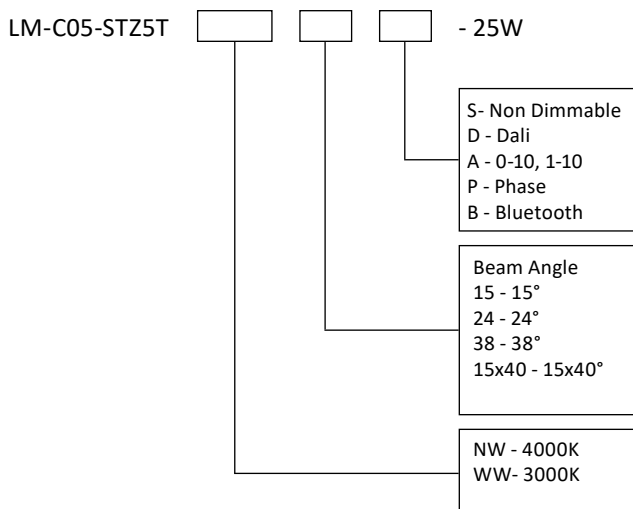 LM-C05-STZ5T - 25W
S- Non Dimmable
D - Dali
A - 0-10, 1-10
P - Phase
B - Bluetooth
Beam Angle
15 - 15°
24 - 24°
38 - 38°
15x40 - 15x40°
NW - 4000K
WW- 3000K